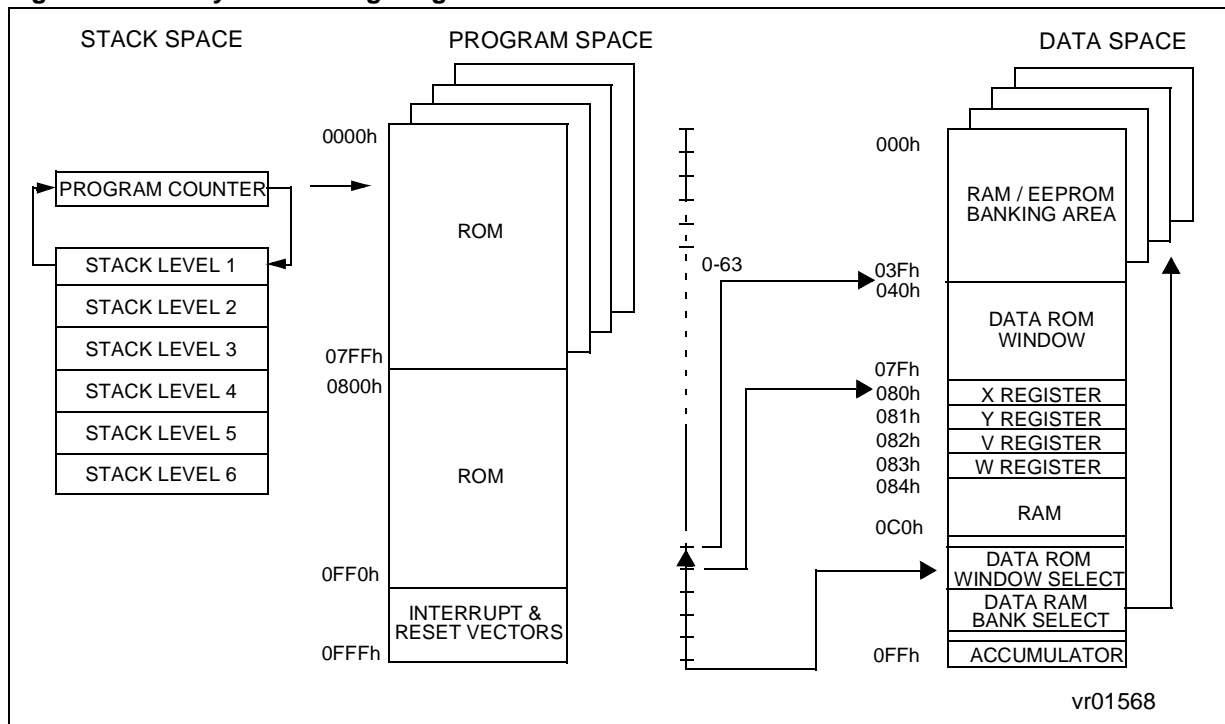 STACK SPACE
PROGRAM SPACE
DATA SPACE
PROGRAM COUNTER
STACK LEVEL 1
STACK LEVEL 2
STACK LEVEL 3
STACK LEVEL 4
STACK LEVEL 5
STACK LEVEL 6
0000h
ROM
07FFh
0800h
ROM
0FF0h
INTERRUPT &
RESET VECTORS
0FFFh
0-63
000h
RAM / EEPROM
BANKING AREA
03Fh
040h
DATA ROM
WINDOW
07Fh
080h
X REGISTER
081h
Y REGISTER
082h
V REGISTER
083h
W REGISTER
084h
RAM
0C0h
DATA ROM
WINDOW SELECT
DATA RAM
BANK SELECT
0FFh
ACCUMULATOR
vr01568